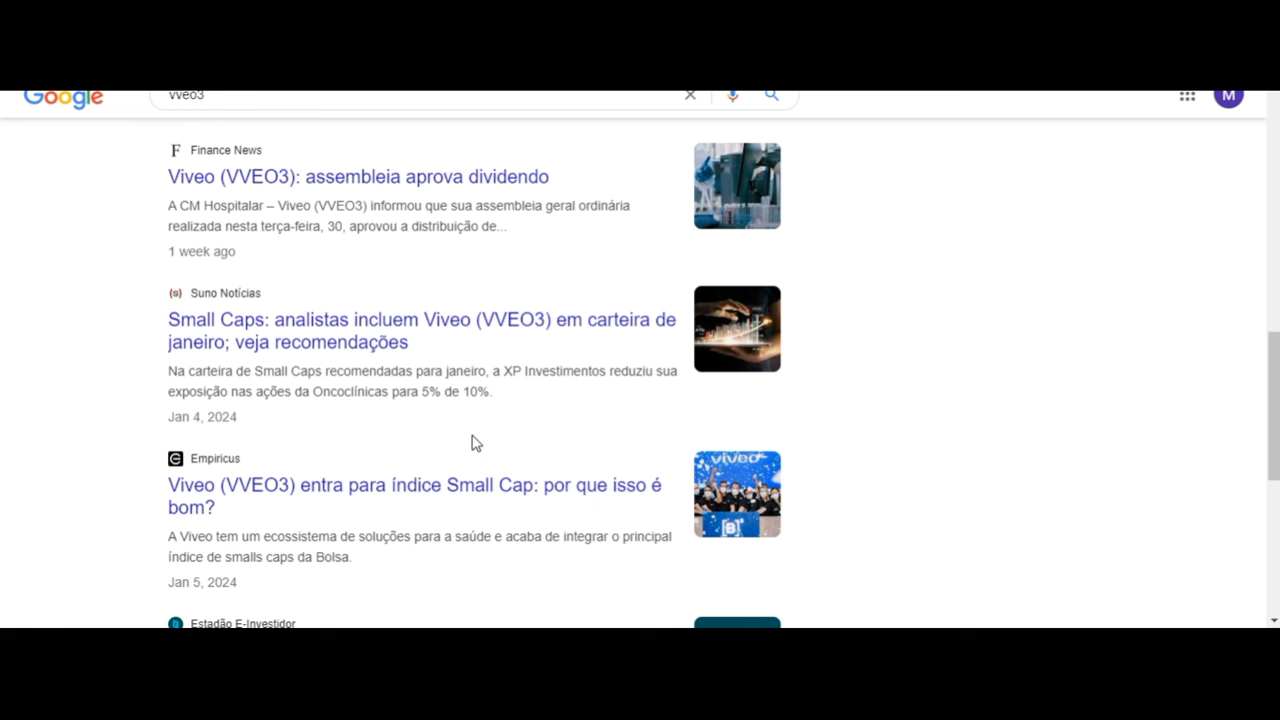 Google
vveo3
M
Finance News
Viveo (VVEO3): assembleia aprova dividendo
A CM Hospitalar – Viveo (VVEO3) informou que sua assembleia geral ordinária
realizada nesta terça-feira, 30, aprovou a distribuição de...
1 week ago
(s) Suno Notícias
Small Caps: analistas incluem Viveo (VVEO3) em carteira de
janeiro; veja recomendações
Na carteira de Small Caps recomendadas para janeiro, a XP Investimentos reduziu sua
exposição nas ações da Oncoclínicas para 5% de 10%.
Jan 4, 2024
Empiricus
Viveo (VVEO3) entra para índice Small Cap: por que isso é
bom?
viveo
[B]
A Viveo tem um ecossistema de soluções para a saúde e acaba de integrar o principal
índice de smalls caps da Bolsa.
Jan 5, 2024
Estadão E-Investidor